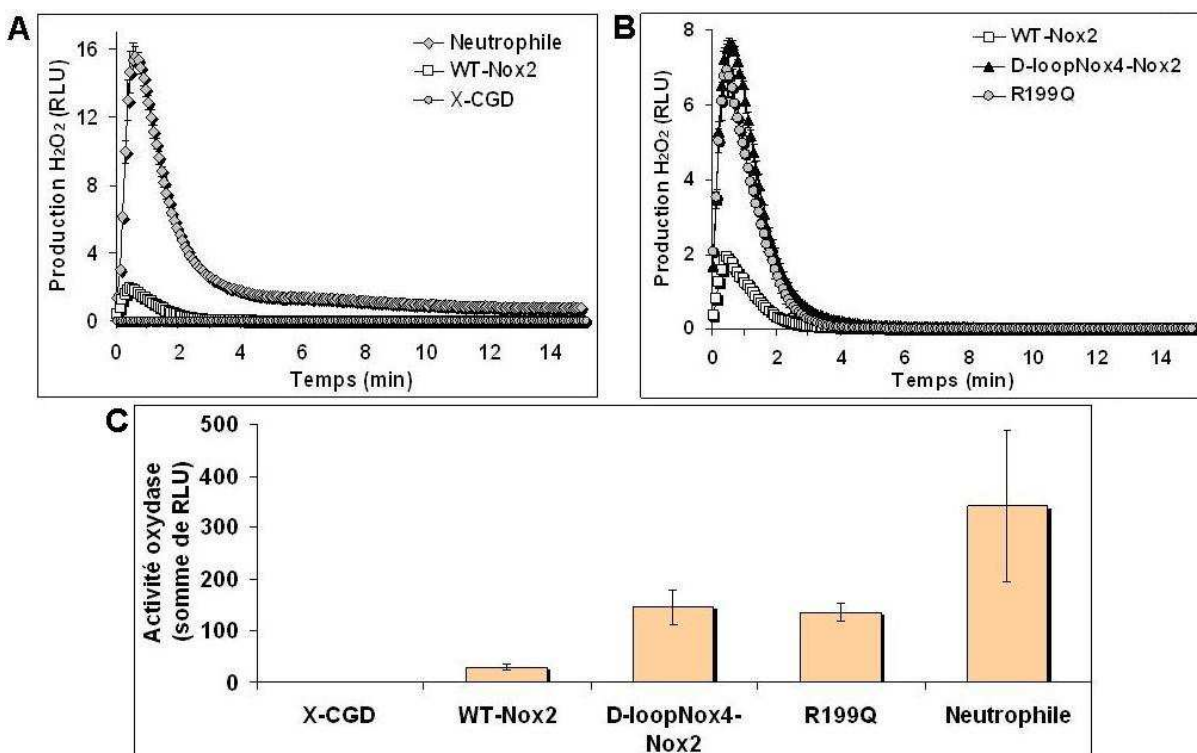 A
Production H₂O₂ (RLU)
16
12
8
4
0
Neutrophile
WT-Nox2
X-CGD
0 2 4 6 8 10 12 14
Temps (min)
B
Production H₂O₂ (RLU)
8
6
4
2
0
WT-Nox2
D-loopNox4-Nox2
R199Q
0 2 4 6 8 10 12 14
Temps (min)
C
Activité oxydase
(somme de RLU)
500
400
300
200
100
0
X-CGD
WT-Nox2
D-loopNox4-
Nox2
R199Q
Neutrophile